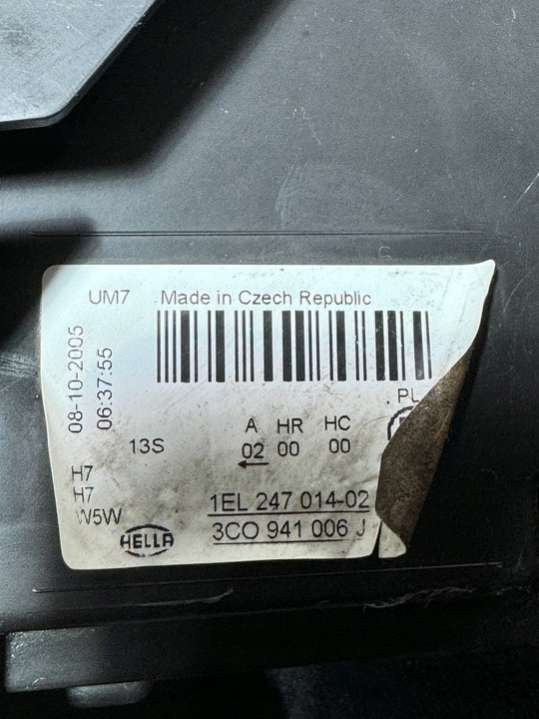 UM7 Made in Czech Republic
08-10-2005
06:37:55
PL
A HR HC
13S 02 00 00
H7
H7
W5W
1EL 247 014-02
3CO 941 006 J
HELLA